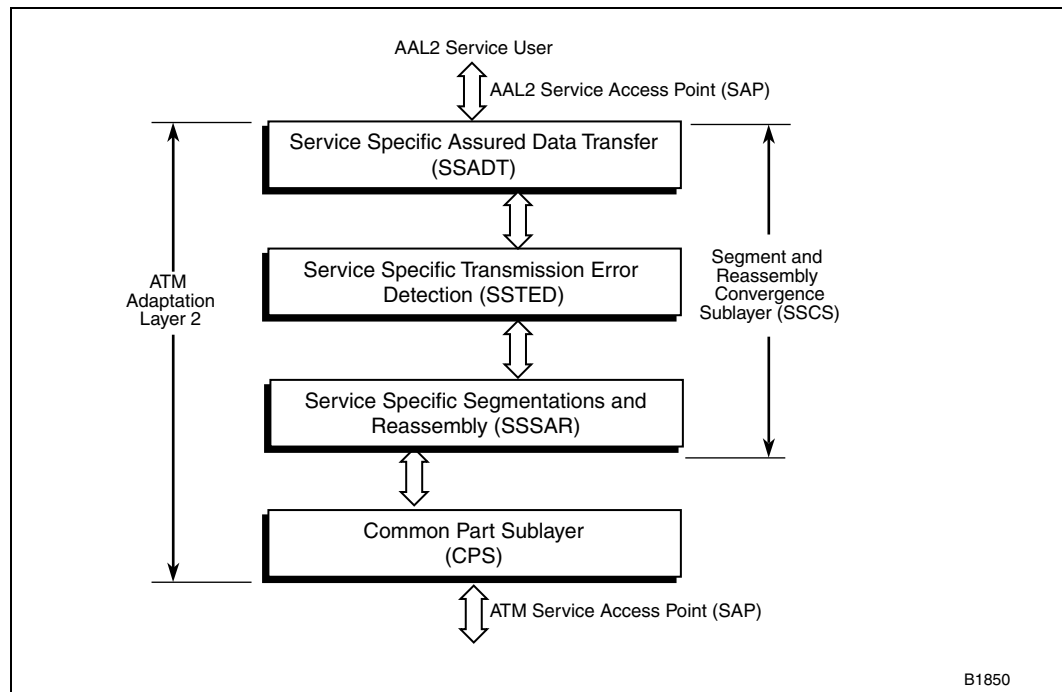 AAL2 Service User
AAL2 Service Access Point (SAP)
Service Specific Assured Data Transfer
(SSADT)
Service Specific Transmission Error
Detection (SSTED)
ATM
Adaptation
Layer 2
Segment and
Reassembly
Convergence
Sublayer (SSCS)
Service Specific Segmentations and
Reassembly (SSSAR)
Common Part Sublayer
(CPS)
ATM Service Access Point (SAP)
B1850